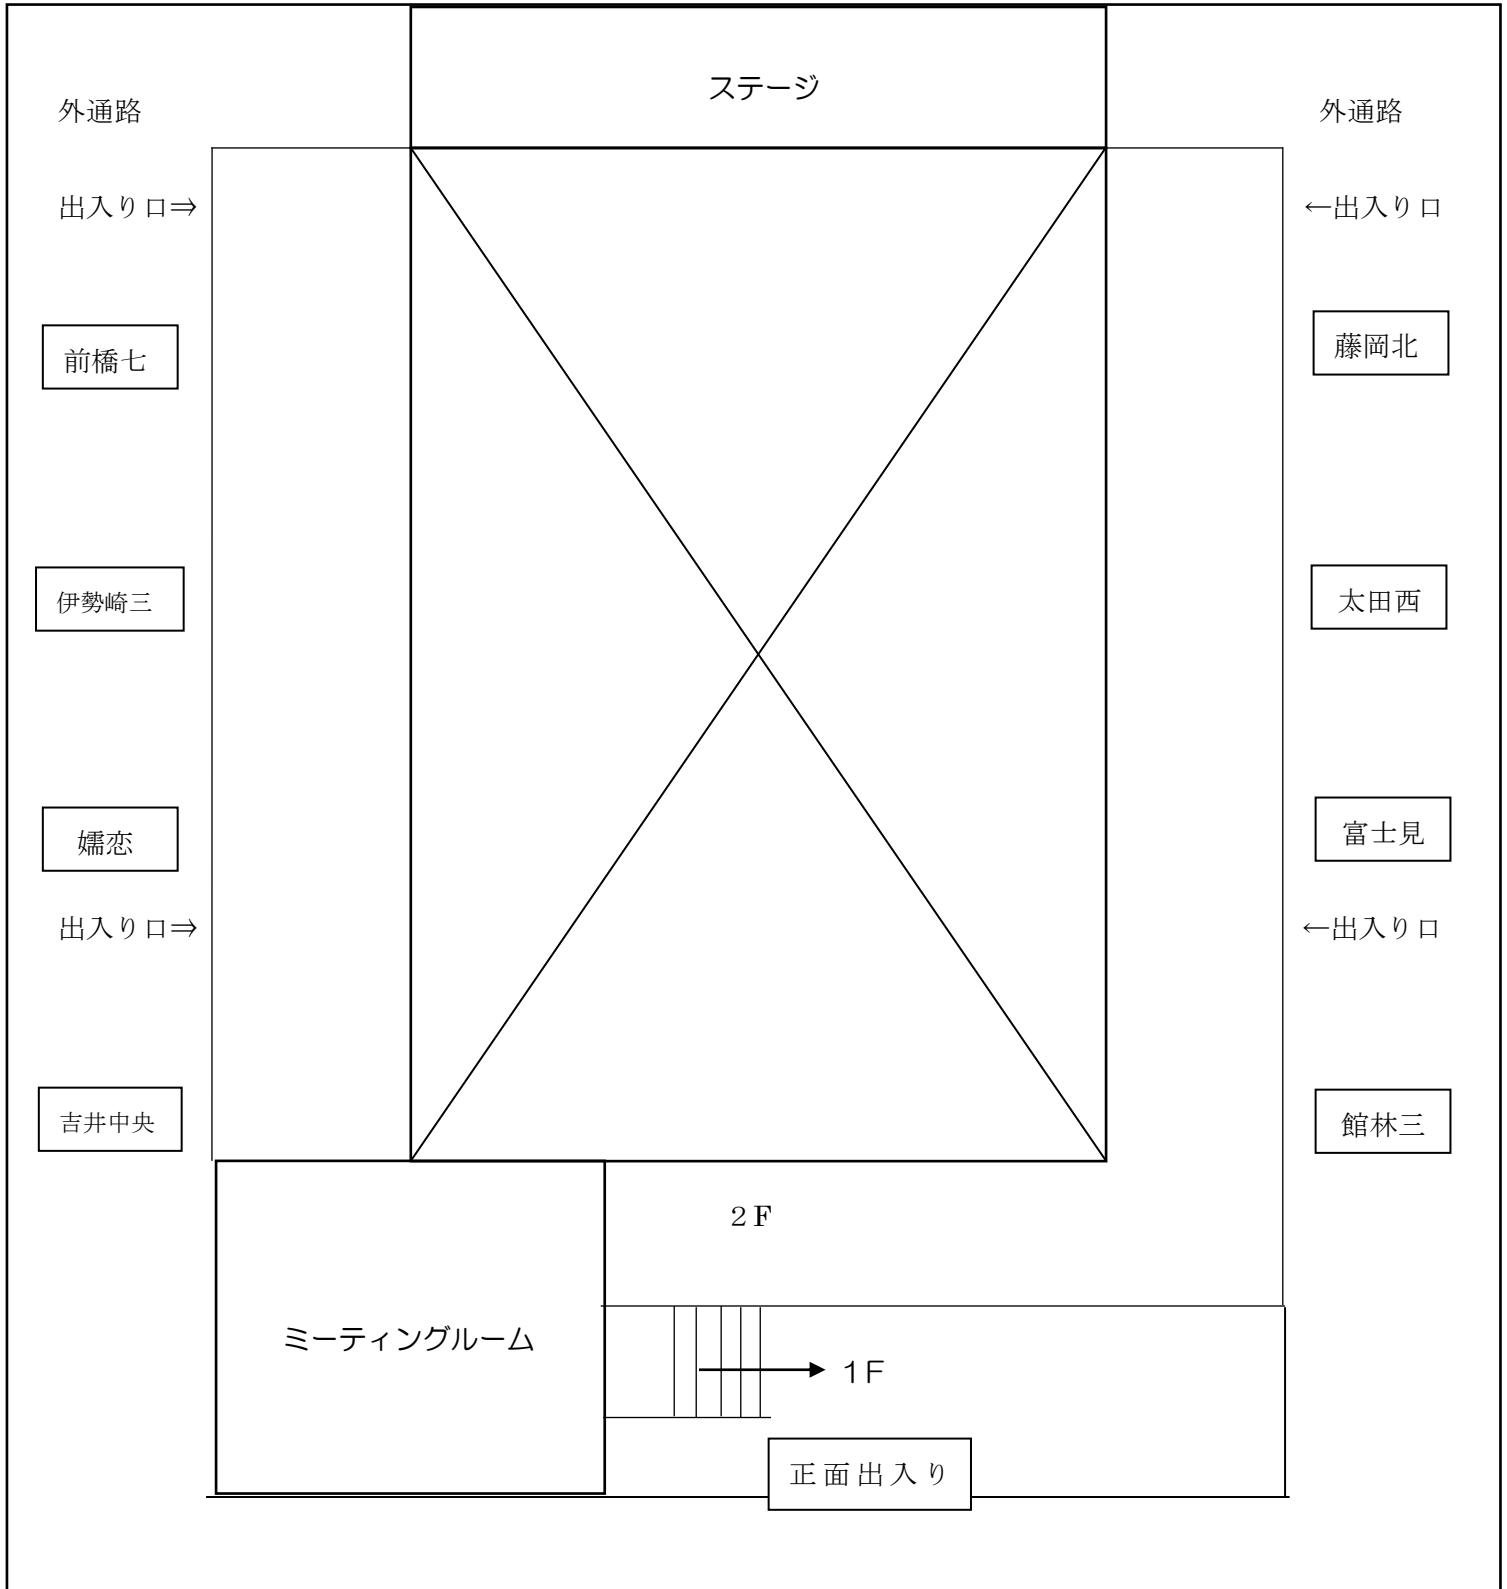 ステージ
外通路
外通路
出入り口⇒
←出入り口
前橋七
藤岡北
伊勢崎三
太田西
嬬恋
富士見
出入り口⇒
←出入り口
吉井中央
館林三
２F
ミーティングルーム
１F
正面出入り